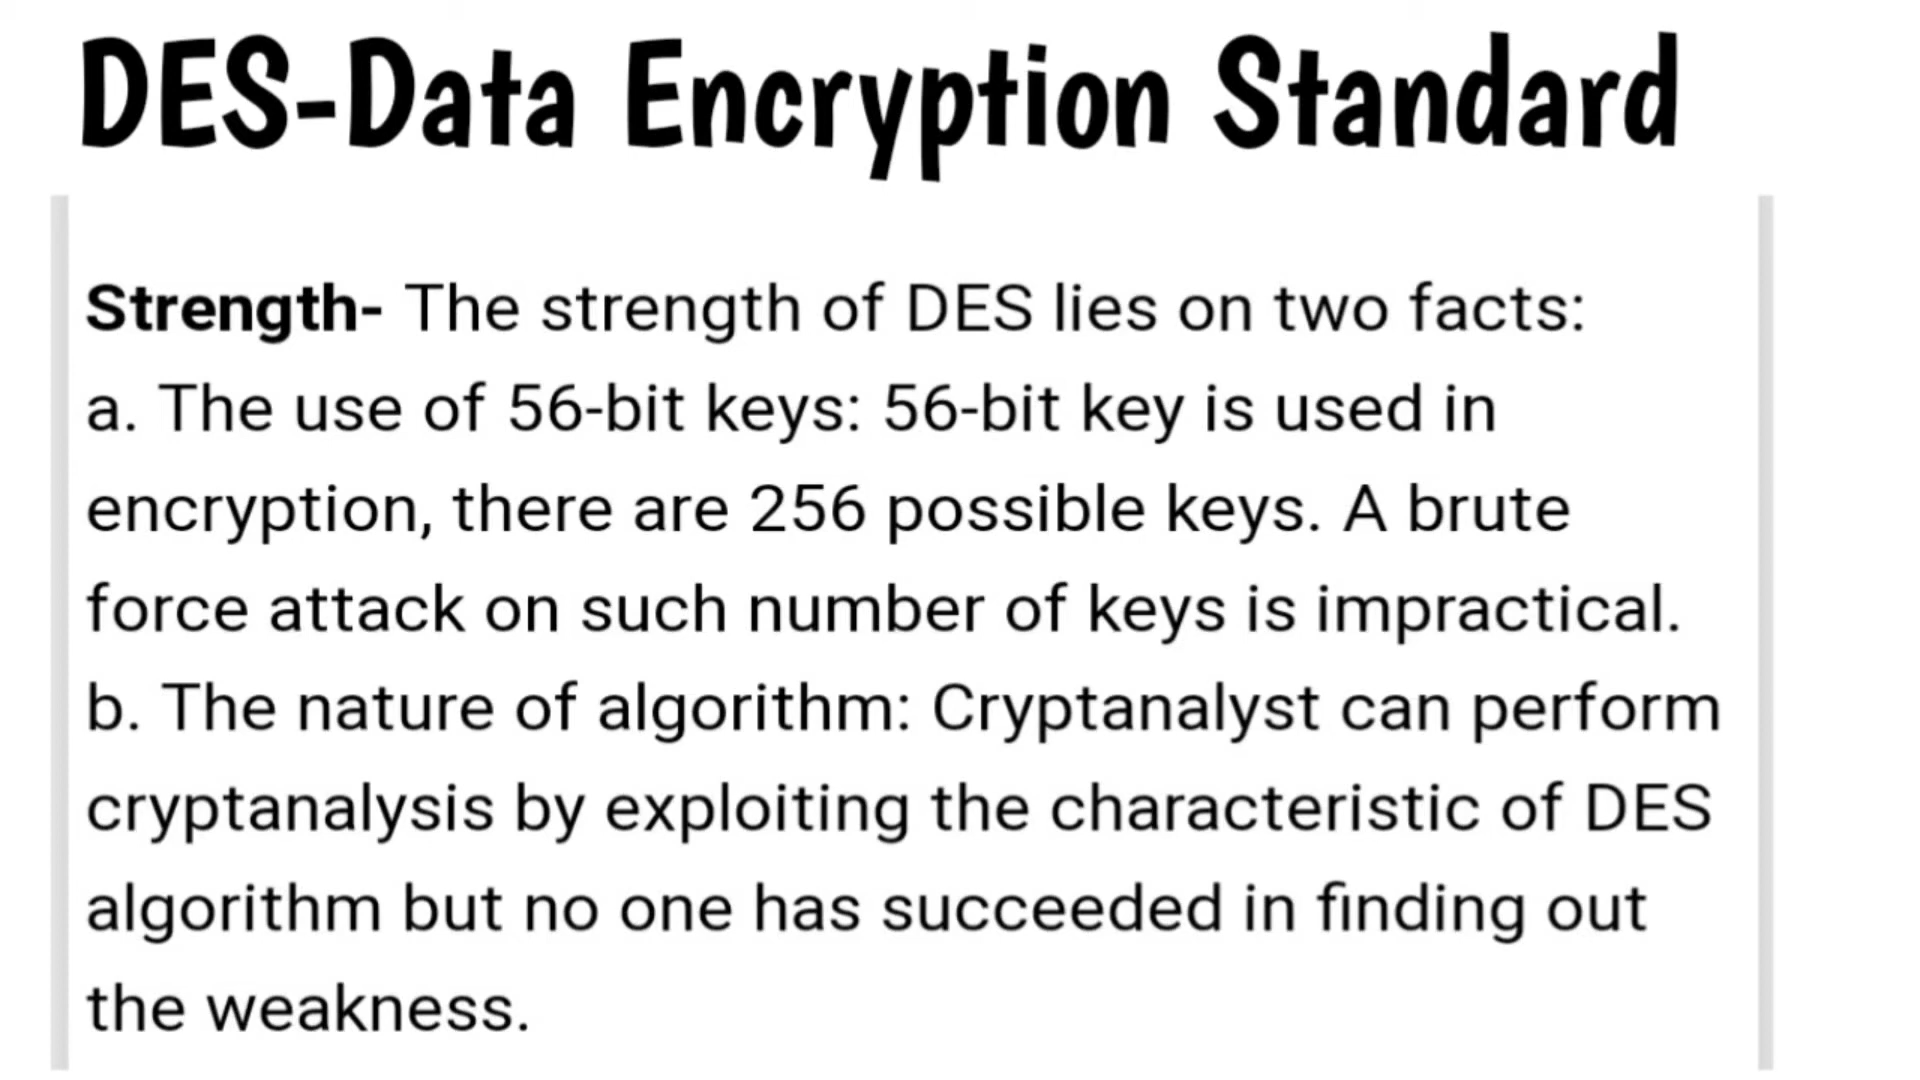 DES-Data Encryption Standard
Strength- The strength of DES lies on two facts:
a. The use of 56-bit keys: 56-bit key is used in
encryption, there are 256 possible keys. A brute
force attack on such number of keys is impractical.
b. The nature of algorithm: Cryptanalyst can perform
cryptanalysis by exploiting the characteristic of DES
algorithm but no one has succeeded in finding out
the weakness.